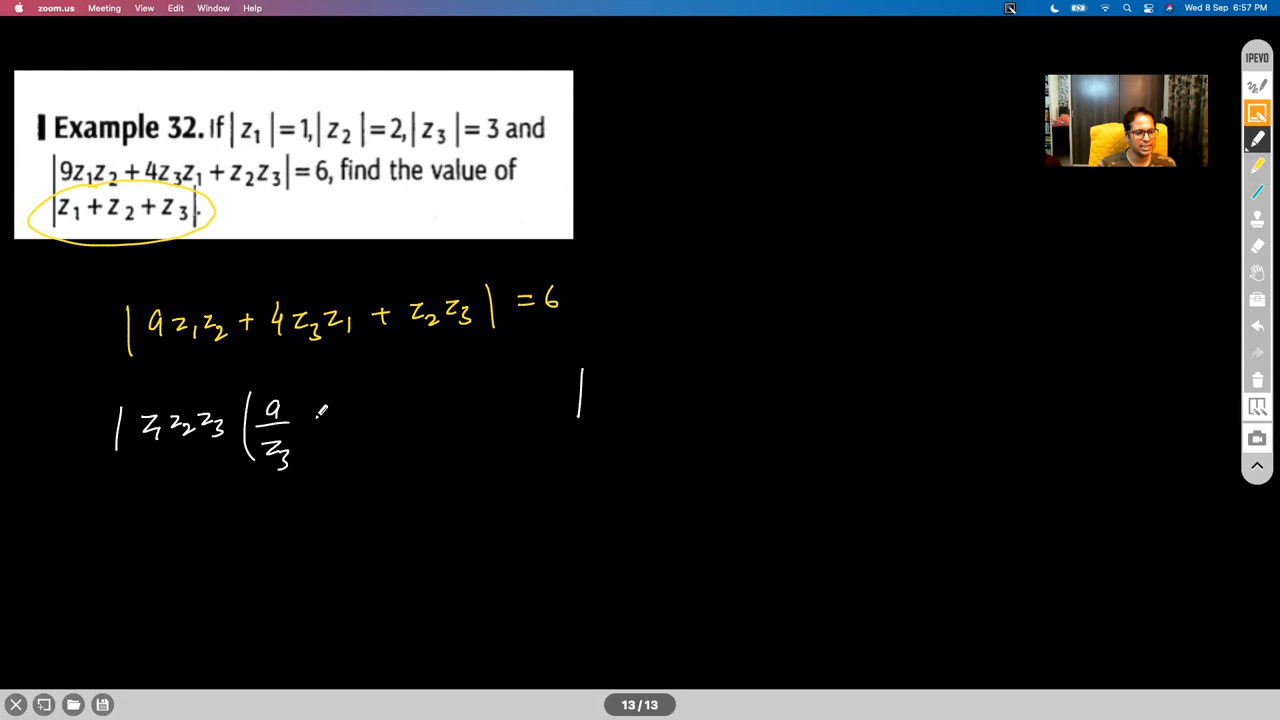 zoom.us Meeting View Edit Window Help Wed 8 Sep 6:57 PM
IPEVO
Example 32. If |z₁| = 1, |z₂| = 2, |z₃| = 3 and
|9z₁z₂ + 4z₃z₁ + z₂z₃| = 6, find the value of
|z₁ + z₂ + z₃|.
|9z₁z₂ + 4z₃z₁ + z₂z₃| = 6
|z₁z₂z₃(9/z₃ |
13/13